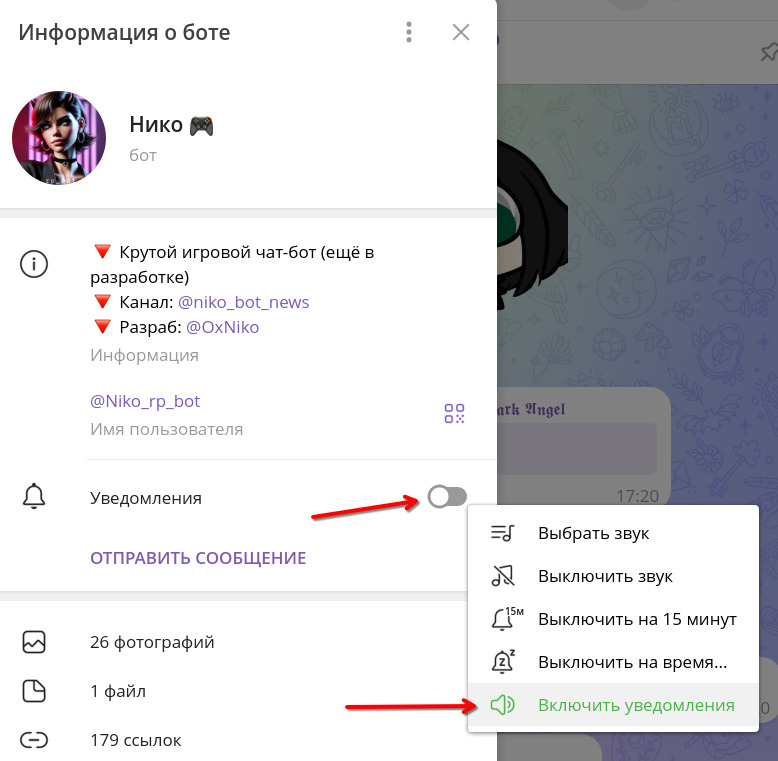 Информация о боте
Нико 🎮
бот
🔻 Крутой игровой чат-бот (ещё в
разработке)
🔻 Канал: @niko_bot_news
🔻 Разраб: @OxNiko
Информация
@Niko_rp_bot
Имя пользователя
Уведомления
ОТПРАВИТЬ СООБЩЕНИЕ
26 фотографий
1 файл
179 ссылок
𝖆𝖗𝖐 𝕬𝖓𝖌𝖊𝖑
17:20
Выбрать звук
Выключить звук
15м Выключить на 15 минут
Выключить на время...
Включить уведомления